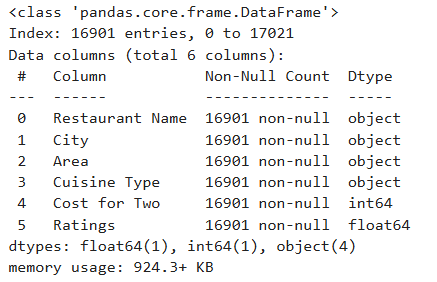 <class 'pandas.core.frame.DataFrame'>
Index: 16901 entries, 0 to 17021
Data columns (total 6 columns):
 #   Column           Non-Null Count  Dtype
---  ------           --------------  -----
 0   Restaurant Name  16901 non-null  object
 1   City             16901 non-null  object
 2   Area             16901 non-null  object
 3   Cuisine Type     16901 non-null  object
 4   Cost for Two     16901 non-null  int64
 5   Ratings          16901 non-null  float64
dtypes: float64(1), int64(1), object(4)
memory usage: 924.3+ KB